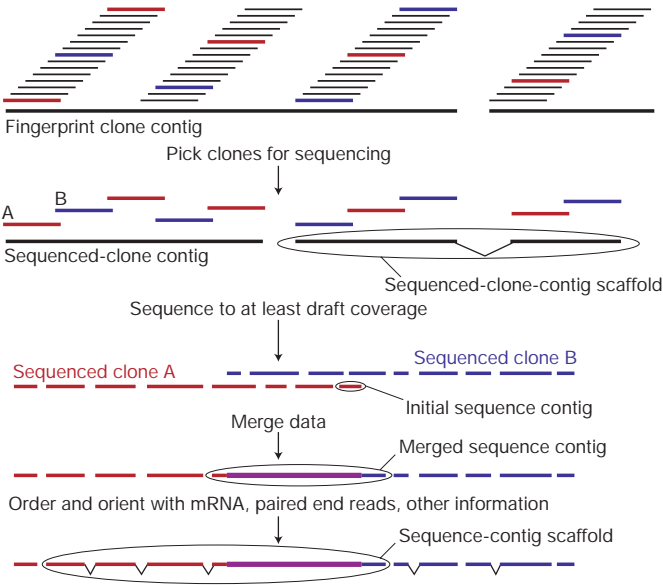 Fingerprint clone contig
Pick clones for sequencing
B
A
Sequenced-clone contig
Sequenced-clone-contig scaffold
Sequence to at least draft coverage
Sequenced clone A
Sequenced clone B
Initial sequence contig
Merge data
Merged sequence contig
Order and orient with mRNA, paired end reads, other information
Sequence-contig scaffold